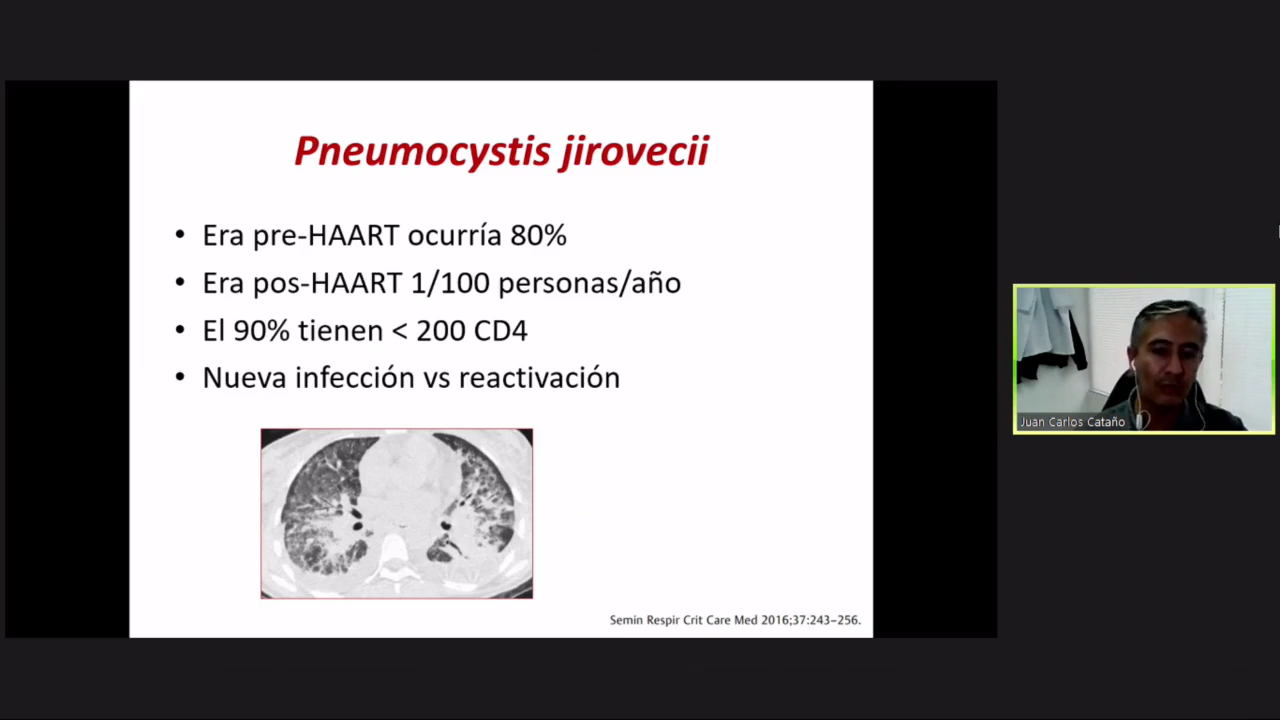 Pneumocystis jirovecii
• Era pre-HAART ocurría 80%
• Era pos-HAART 1/100 personas/año
• El 90% tienen < 200 CD4
• Nueva infección vs reactivación
Semin Respir Crit Care Med 2016;37:243–256.
Juan Carlos Cataño